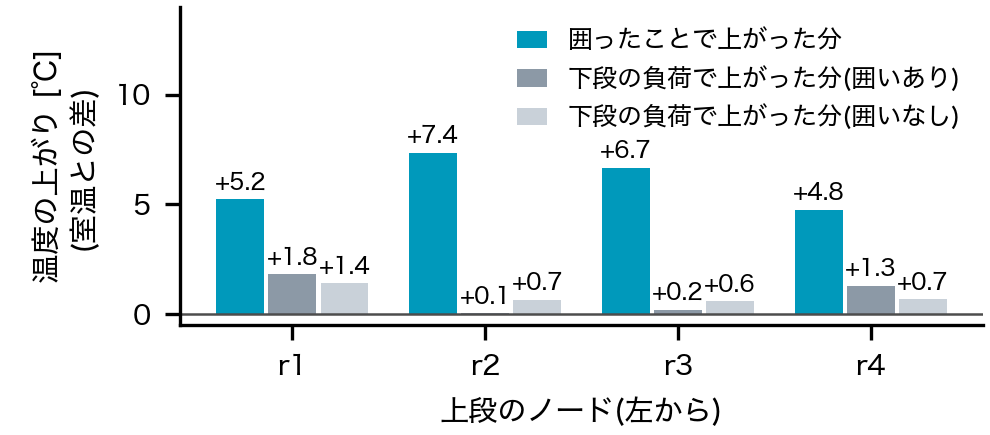 温度の上がり [℃]
(室温との差)
10
5
0
囲ったことで上がった分
下段の負荷で上がった分(囲いあり)
下段の負荷で上がった分(囲いなし)
+5.2
+1.8
+1.4
+7.4
+0.1
+0.7
+6.7
+0.2
+0.6
+4.8
+1.3
+0.7
r1
r2
r3
r4
上段のノード(左から)